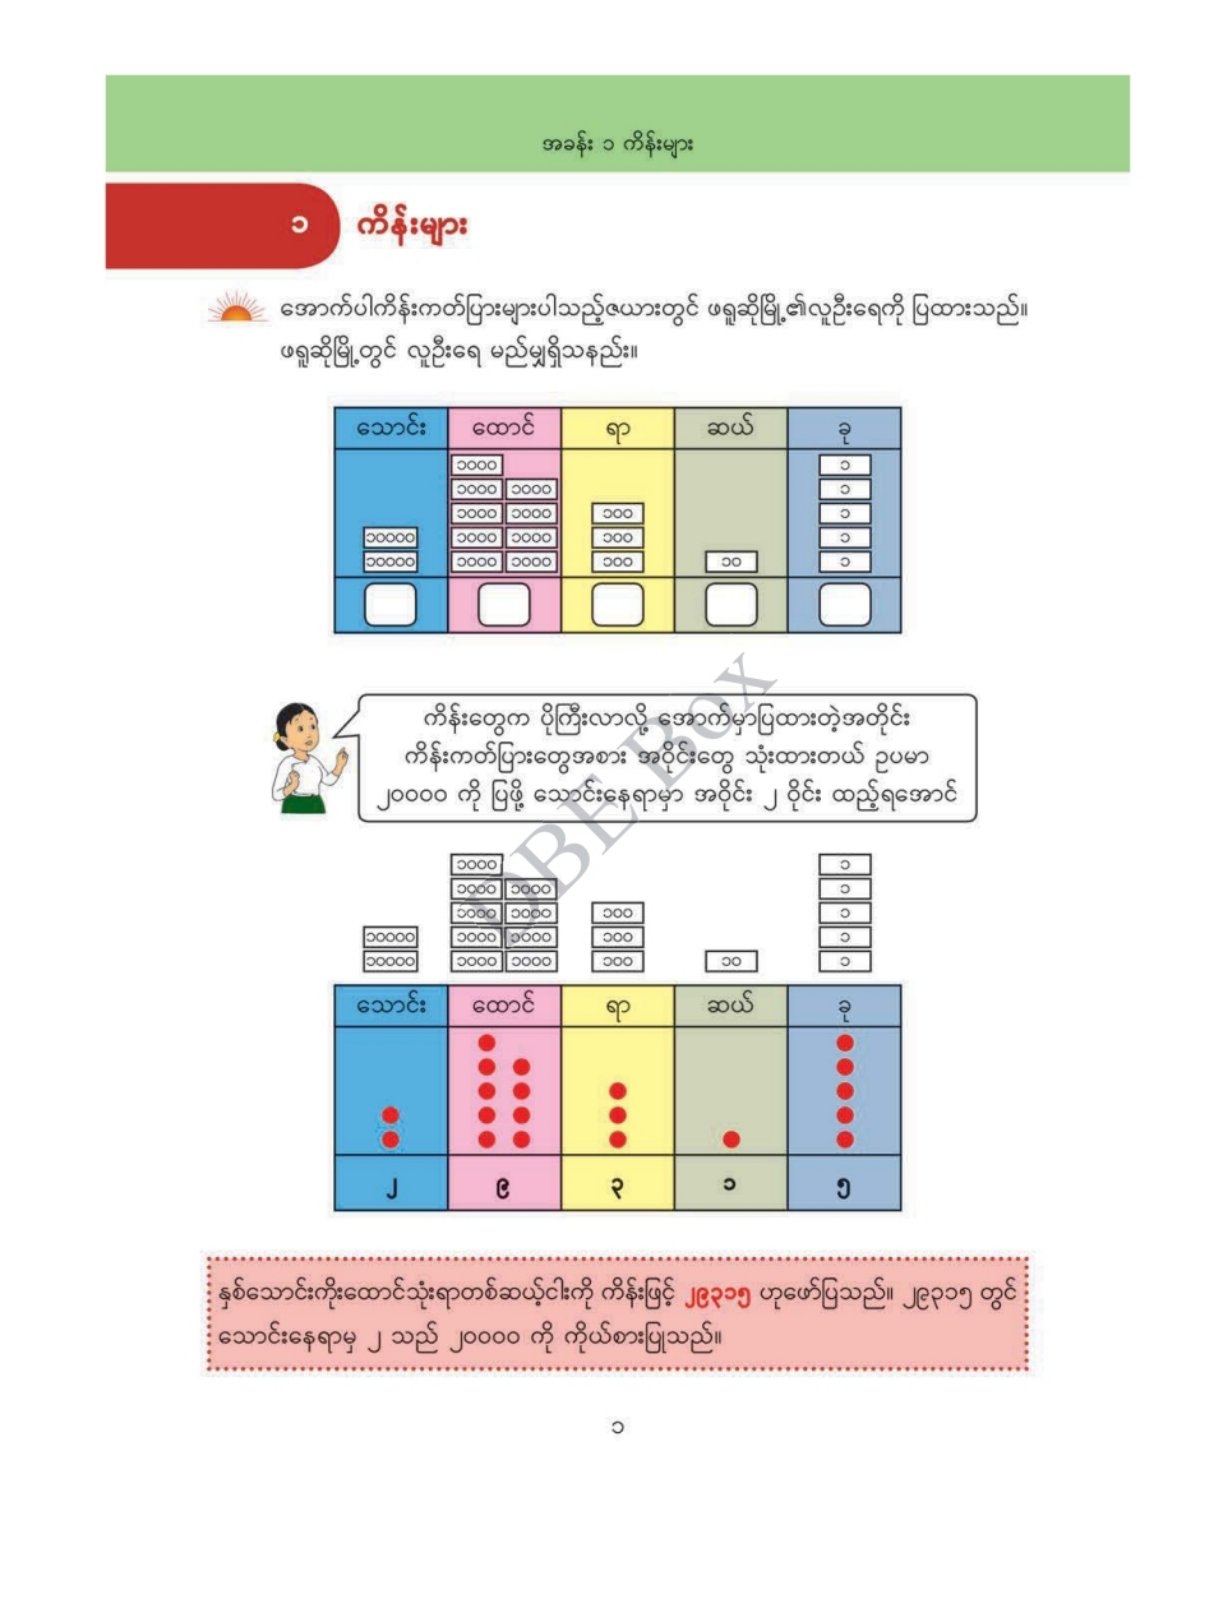 အခန်း ၁ ကိန်းများ
၁ ကိန်းများ
အောက်ပါကိန်းကတ်ပြားများပါသည့်ဇယားတွင် ဖရူဆိုမြို့၏လူဦးရေကို ပြထားသည်။
ဖရူဆိုမြို့တွင် လူဦးရေ မည်မျှရှိသနည်း။
သောင်း ထောင် ရာ ဆယ် ခု
၁၀၀၀ ၁
၁၀၀၀ ၁၀၀၀ ၁
၁၀၀၀ ၁၀၀၀ ၁၀၀ ၁
၁၀၀၀၀ ၁၀၀၀ ၁၀၀၀ ၁၀၀ ၁
၁၀၀၀၀ ၁၀၀၀ ၁၀၀၀ ၁၀၀ ၁၀ ၁
ကိန်းတွေက ပိုကြီးလာလို့ အောက်မှာပြထားတဲ့အတိုင်း
ကိန်းကတ်ပြားတွေအစား အဝိုင်းတွေ သုံးထားတယ် ဥပမာ
၂၀၀၀၀ ကို ပြဖို့ သောင်းနေရာမှာ အဝိုင်း ၂ ဝိုင်း ထည့်ရအောင်
DBE Box
၁၀၀၀ ၁
၁၀၀၀ ၁၀၀၀ ၁
၁၀၀၀ ၁၀၀၀ ၁၀၀ ၁
၁၀၀၀၀ ၁၀၀၀ ၁၀၀၀ ၁၀၀ ၁
၁၀၀၀၀ ၁၀၀၀ ၁၀၀၀ ၁၀၀ ၁၀ ၁
သောင်း ထောင် ရာ ဆယ် ခု
၂ ၉ ၃ ၁ ၅
နှစ်သောင်းကိုးထောင်သုံးရာတစ်ဆယ့်ငါးကို ကိန်းဖြင့် ၂၉၃၁၅ ဟုဖော်ပြသည်။ ၂၉၃၁၅ တွင်
သောင်းနေရာမှ ၂ သည် ၂၀၀၀၀ ကို ကိုယ်စားပြုသည်။
၁